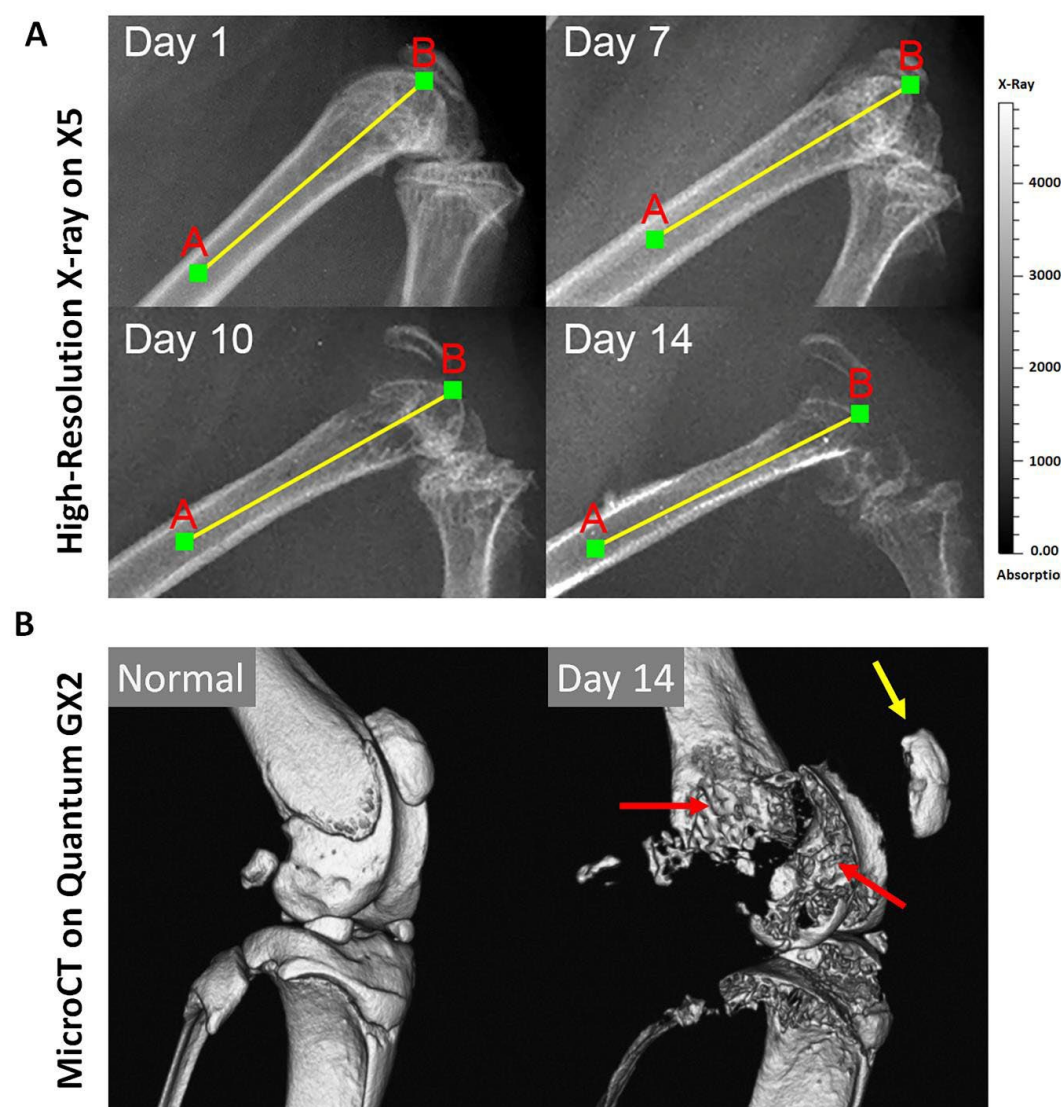 A
High-Resolution X-ray on X5
Day 1
B
A
Day 7
B
A
X-Ray
4000
3000
2000
1000
0.00
Absorptio
Day 10
B
A
Day 14
B
A
B
MicroCT on Quantum GX2
Normal
Day 14